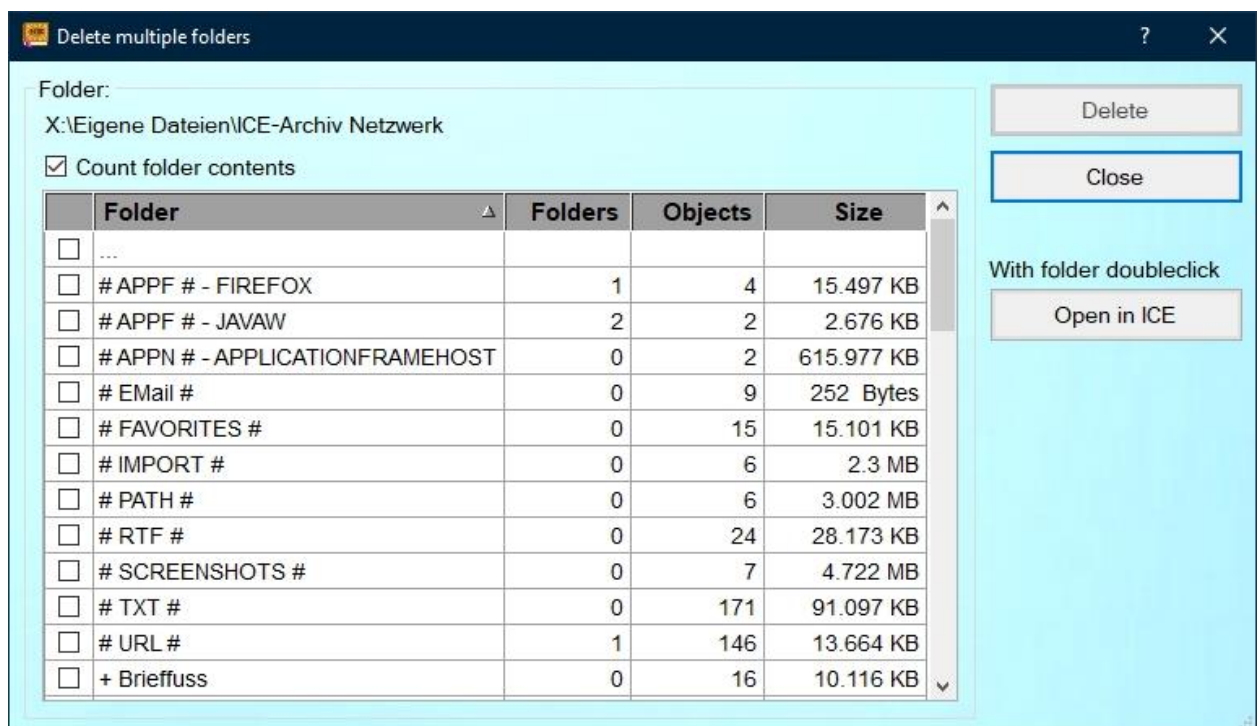 Delete multiple folders
Folder:
X:\Eigene Dateien\ICE-Archiv Netzwerk
Count folder contents
Folder Folders Objects Size
...
# APPF # - FIREFOX 1 4 15.497 KB
# APPF # - JAVAW 2 2 2.676 KB
# APPN # - APPLICATIONFRAMEHOST 0 2 615.977 KB
# EMail # 0 9 252 Bytes
# FAVORITES # 0 15 15.101 KB
# IMPORT # 0 6 2.3 MB
# PATH # 0 6 3.002 MB
# RTF # 0 24 28.173 KB
# SCREENSHOTS # 0 7 4.722 MB
# TXT # 0 171 91.097 KB
# URL # 1 146 13.664 KB
+ Brieffuss 0 16 10.116 KB
Delete
Close
With folder doubleclick
Open in ICE